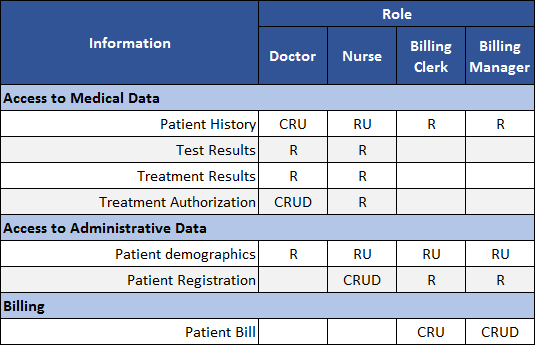 Information Role
Doctor Nurse Billing Clerk Billing Manager
Access to Medical Data
Patient History CRU RU R R
Test Results R R
Treatment Results R R
Treatment Authorization CRUD R
Access to Administrative Data
Patient demographics R RU RU RU
Patient Registration CRUD R R
Billing
Patient Bill CRU CRUD